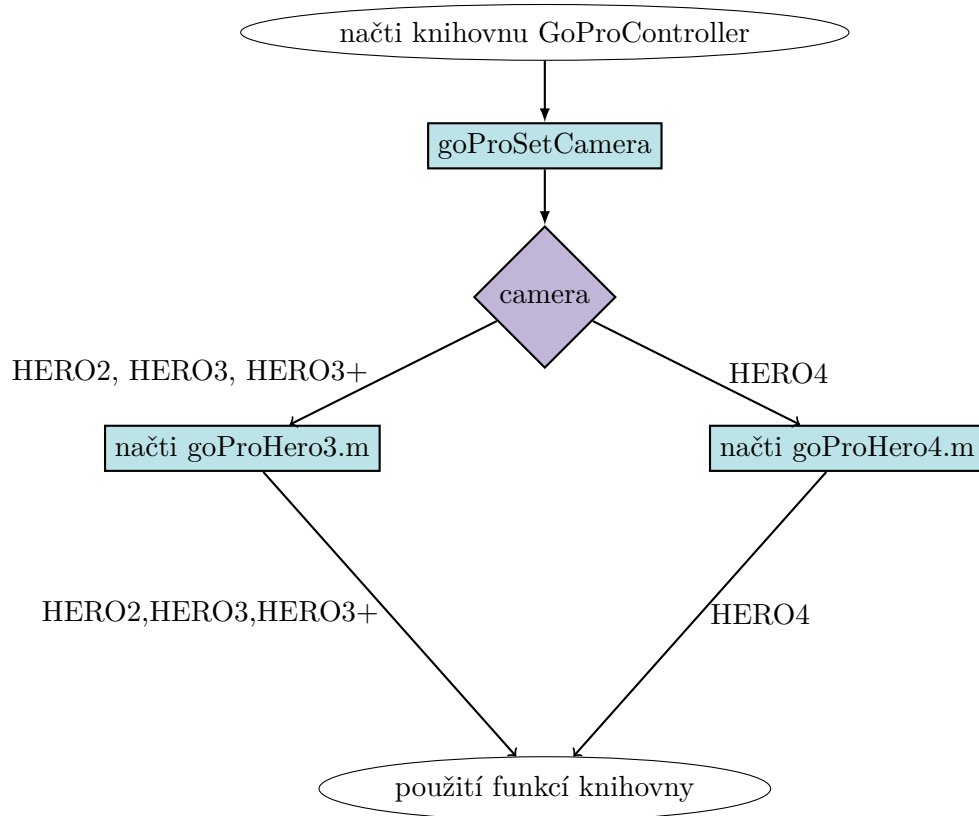 načti knihovnu GoProController
goProSetCamera
camera
HERO2, HERO3, HERO3+
HERO4
načti goProHero3.m
načti goProHero4.m
HERO2,HERO3,HERO3+
HERO4
použití funkcí knihovny